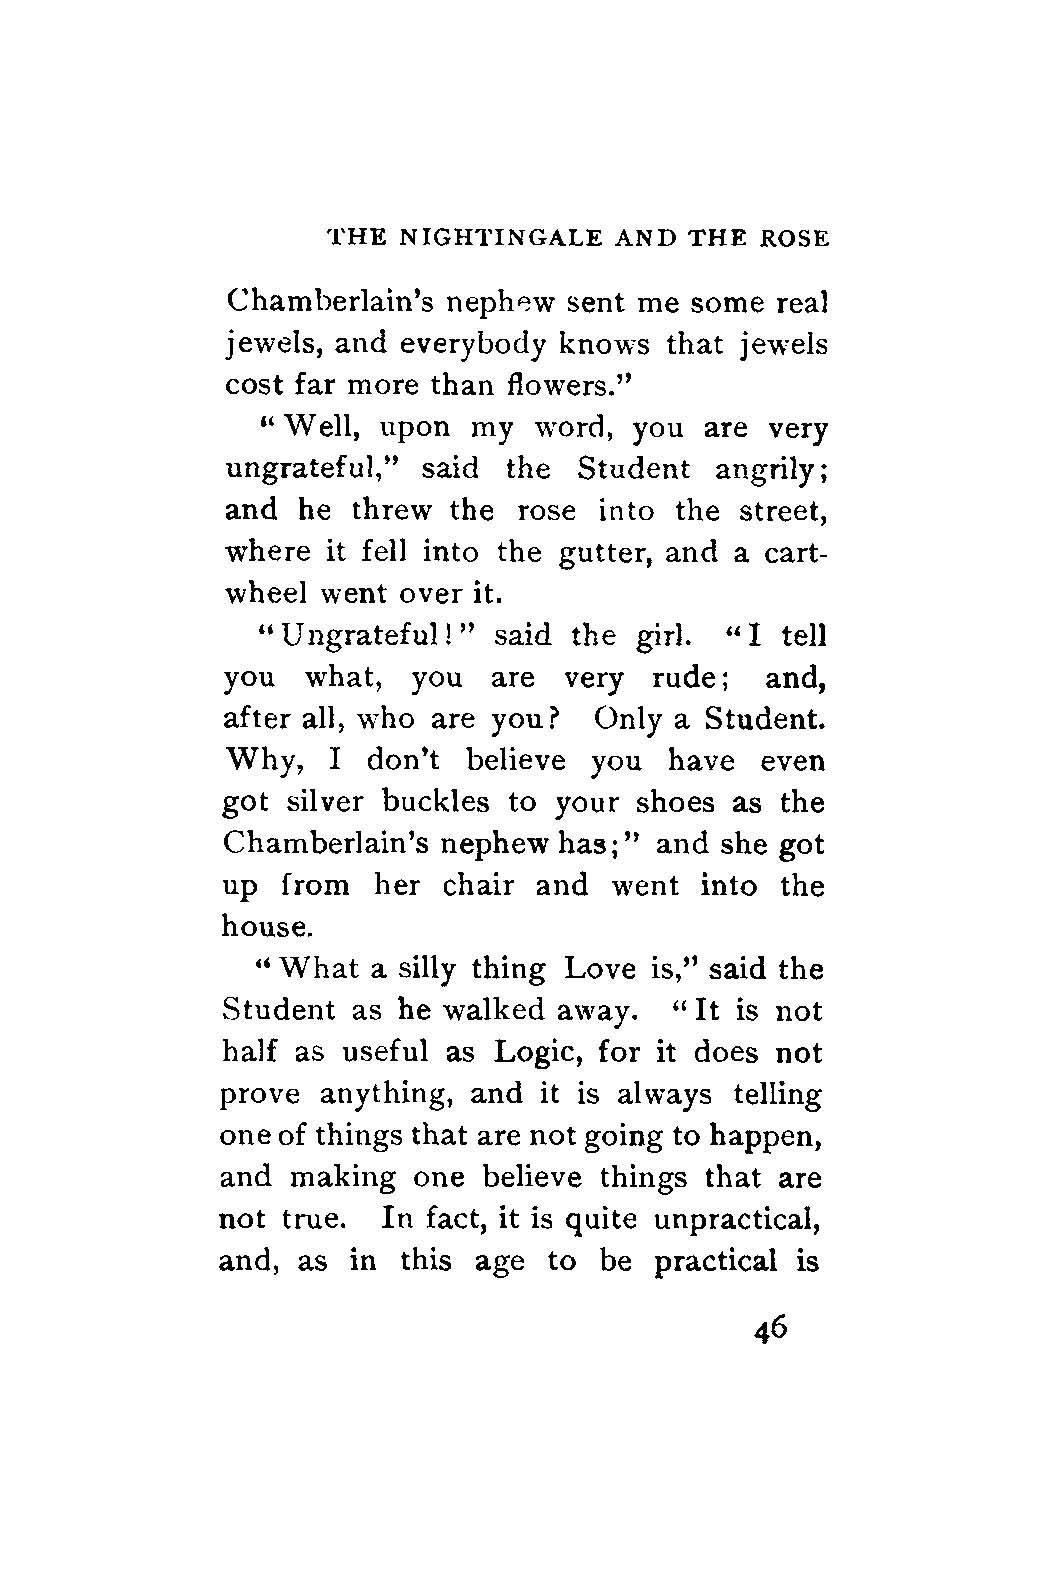 THE NIGHTINGALE AND THE ROSE
Chamberlain's nephew sent me some real
jewels, and everybody knows that jewels
cost far more than flowers."
"Well, upon my word, you are very
ungrateful," said the Student angrily;
and he threw the rose into the street,
where it fell into the gutter, and a cart-
wheel went over it.
"Ungrateful!" said the girl. "I tell
you what, you are very rude; and,
after all, who are you? Only a Student.
Why, I don't believe you have even
got silver buckles to your shoes as the
Chamberlain's nephew has;" and she got
up from her chair and went into the
house.
"What a silly thing Love is," said the
Student as he walked away. "It is not
half as useful as Logic, for it does not
prove anything, and it is always telling
one of things that are not going to happen,
and making one believe things that are
not true. In fact, it is quite unpractical,
and, as in this age to be practical is
46